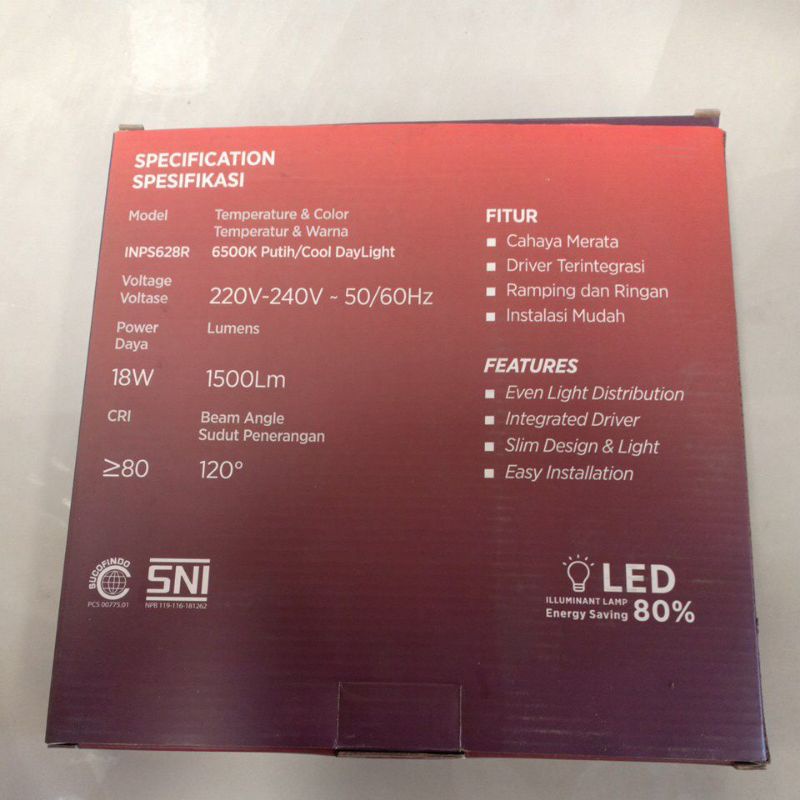 SPECIFICATION
SPESIFIKASI
Model
Temperature & Color
Temperatur & Warna
INPS628R
6500K Putih/Cool DayLight
Voltage
Voltase
220V-240V ~ 50/60Hz
Power
Daya
Lumens
18W
1500Lm
CRI
Beam Angle
Sudut Penerangan
≥80
120°
FITUR
Cahaya Merata
Driver Terintegrasi
Ramping dan Ringan
Instalasi Mudah
FEATURES
Even Light Distribution
Integrated Driver
Slim Design & Light
Easy Installation
SUCOFINDO
PCS 00775.01
SNI
NPB 119-116-181262
LED
ILLUMINANT LAMP
Energy Saving 80%